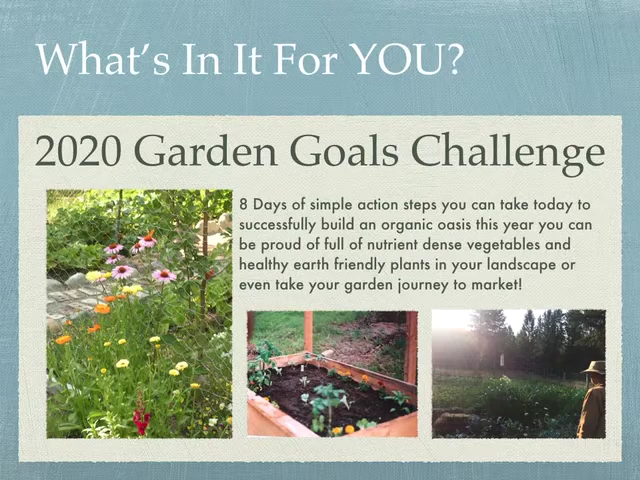 What's In It For YOU?
2020 Garden Goals Challenge
8 Days of simple action steps you can take today to
successfully build an organic oasis this year you can
be proud of full of nutrient dense vegetables and
healthy earth friendly plants in your landscape or
even take your garden journey to market!